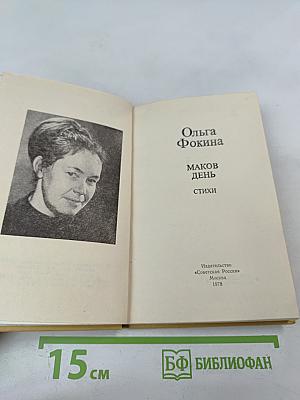 Ольга
Фокина
МАКОВ
ДЕНЬ
СТИХИ
Издательство
«Советская Россия»
Москва
1978
15 см
БФ БИБЛИОФАН